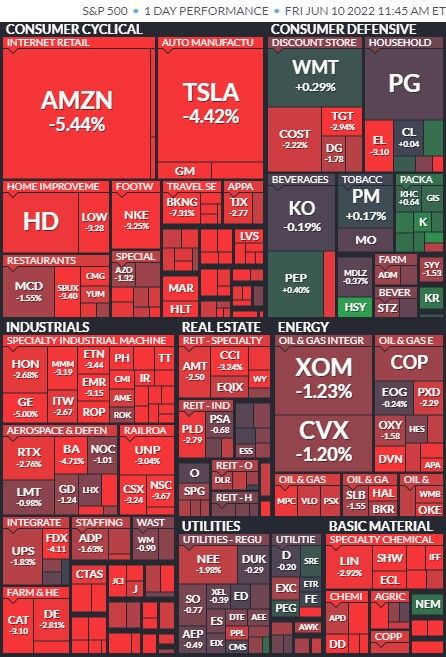 S&P 500 • 1 DAY PERFORMANCE • FRI JUN 10 2022 11:45 AM ET
CONSUMER CYCLICAL
INTERNET RETAIL
AMZN
-5.44%
AUTO MANUFACTU
TSLA
-4.42%
GM
HOME IMPROVEME
HD
LOW
-3.28
FOOTW
NKE
-3.25%
TRAVEL SE
BKNG
-7.31%
APPA
TJX
-2.77
LVS
MAR
HLT
RESTAURANTS
MCD
-1.55%
SBUX
-3.40
CMG
YUM
SPECIAL
AZO
-1.32
CONSUMER DEFENSIVE
DISCOUNT STORE
WMT
+0.29%
COST
-2.22%
TGT
-2.94%
DG
-1.78
HOUSEHOLD
PG
EL
-3.10
CL
+0.04
BEVERAGES
KO
-0.19%
PEP
+0.40%
TOBACC
PM
+0.17%
MO
PACKA
KHC
+0.64
GIS
K
MDLZ
-0.37%
HSY
FARM
ADM
BEVER
STZ
SYY
-1.53
KR
INDUSTRIALS
SPECIALTY INDUSTRIAL MACHINE
HON
-2.68%
GE
-5.00%
MMM
-3.19
ITW
-2.67
ETN
-3.44
EMR
-3.15
ROP
PH
TT
CMI
IR
AME
ROK
AEROSPACE & DEFEN
RTX
-2.76%
LMT
-0.98%
BA
-4.71%
GD
-1.24
NOC
-1.01
LHX
RAILROA
UNP
-3.04%
CSX
-3.24
NSC
-3.67
INTEGRATE
UPS
-1.83%
FDX
-4.11
STAFFING
ADP
-1.63%
WAST
WM
-0.90
CTAS
JCI
J
FARM & HE
CAT
-3.10
DE
-2.81%
REAL ESTATE
REIT - SPECIALTY
AMT
-2.50
CCI
-3.24%
EQIX
WY
REIT - IND
PLD
-2.79
PSA
-0.68
ESS
O
SPG
REIT - O
DLR
REIT - H
ENERGY
OIL & GAS INTEGR
XOM
-1.23%
CVX
-1.20%
OIL & GAS E
COP
EOG
-0.24
PXD
-2.29
OXY
-1.58
HES
DVN
APA
OIL & GAS
MPC
VLO
PSX
OIL & GA
SLB
-1.55
HAL
BKR
OIL &
WMB
OKE
UTILITIES
UTILITIES - REGU
NEE
-1.98%
DUK
-0.29
SO
-0.77
XEL
-0.39
ED
AEP
-0.49
ES
DTE
AEE
EIX
PPL
CMS
UTILITIE
D
-0.20
SRE
EXC
ETR
FE
PEG
AWK
BASIC MATERIAL
SPECIALTY CHEMICAL
LIN
-2.92%
SHW
IFF
ECL
CHEMI
APD
DD
AGRIC
NEM
COPP